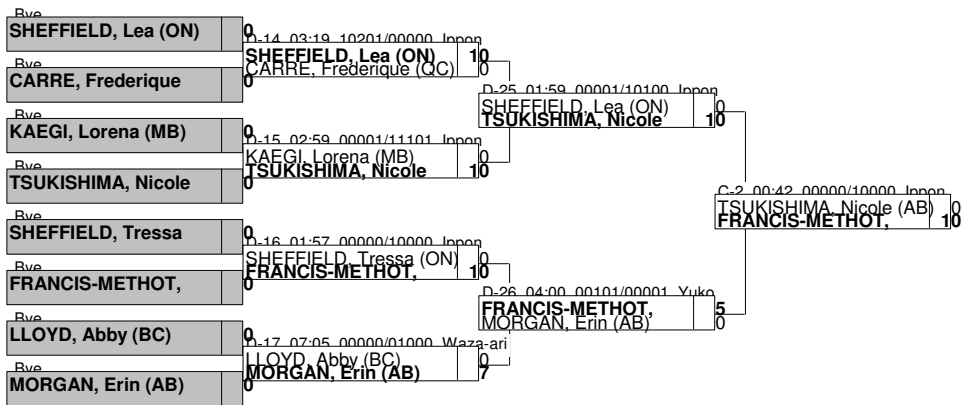 Bye
SHEFFIELD, Lea (ON) 0
Bye
CARRE, Frederique 0
Bye
KAEGI, Lorena (MB) 0
Bye
TSUKISHIMA, Nicole 0
Bye
SHEFFIELD, Tressa 0
Bye
FRANCIS-METHOT, 0
Bye
LLOYD, Abby (BC) 0
Bye
MORGAN, Erin (AB) 0
D-14 03:19 10201/00000 Ippon
SHEFFIELD, Lea (ON) 10
CARRE, Frederique (QC) 0
D-15 02:59 00001/11101 Ippon
KAEGI, Lorena (MB) 0
TSUKISHIMA, Nicole 10
D-16 01:57 00000/10000 Ippon
SHEFFIELD, Tressa (ON) 0
FRANCIS-METHOT, 10
D-17 07:05 00000/01000 Waza-ari
LLOYD, Abby (BC) 0
MORGAN, Erin (AB) 7
D-25 01:59 00001/10100 Ippon
SHEFFIELD, Lea (ON) 0
TSUKISHIMA, Nicole 10
D-26 04:00 00101/00001 Yuko
FRANCIS-METHOT, 5
MORGAN, Erin (AB) 0
C-2 00:42 00000/10000 Ippon
TSUKISHIMA, Nicole (AB) 0
FRANCIS-METHOT, 10